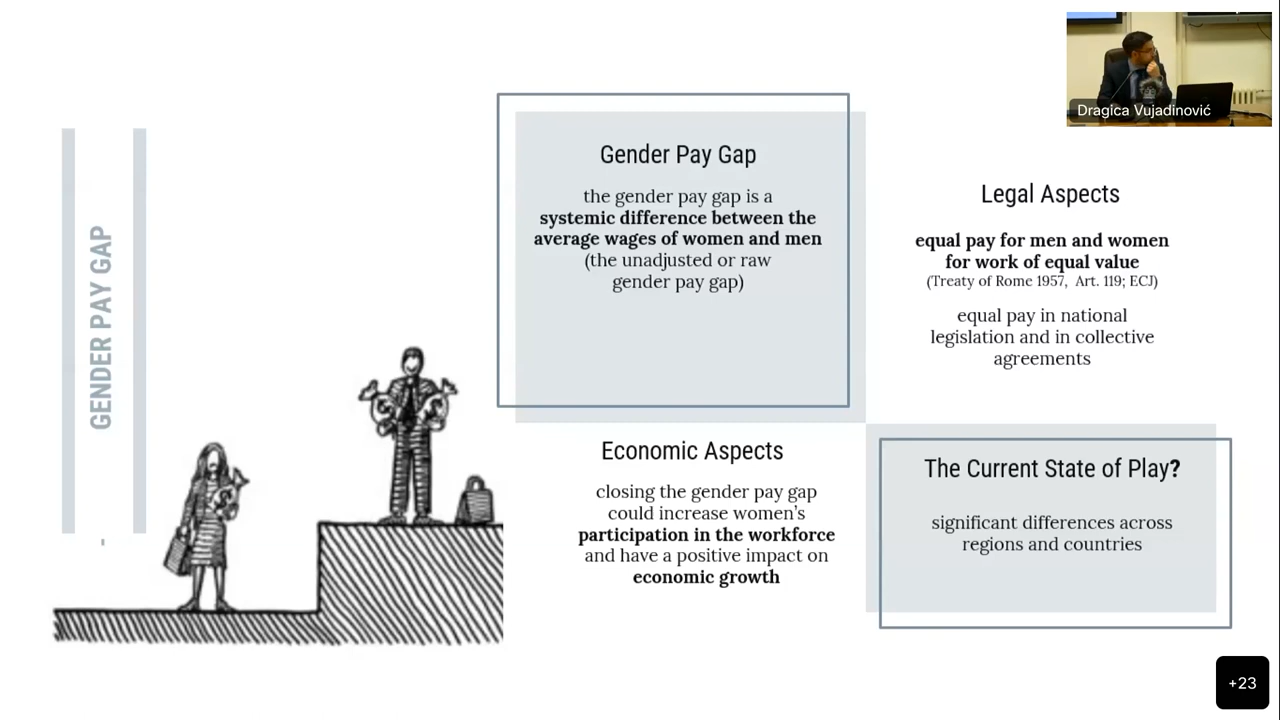 GENDER PAY GAP
Gender Pay Gap
the gender pay gap is a
systemic difference between the
average wages of women and men
(the unadjusted or raw
gender pay gap)
Legal Aspects
equal pay for men and women
for work of equal value
(Treaty of Rome 1957, Art. 119; ECJ)
equal pay in national
legislation and in collective
agreements
Economic Aspects
closing the gender pay gap
could increase women’s
participation in the workforce
and have a positive impact on
economic growth
The Current State of Play?
significant differences across
regions and countries
Dragica Vujadinović
+23